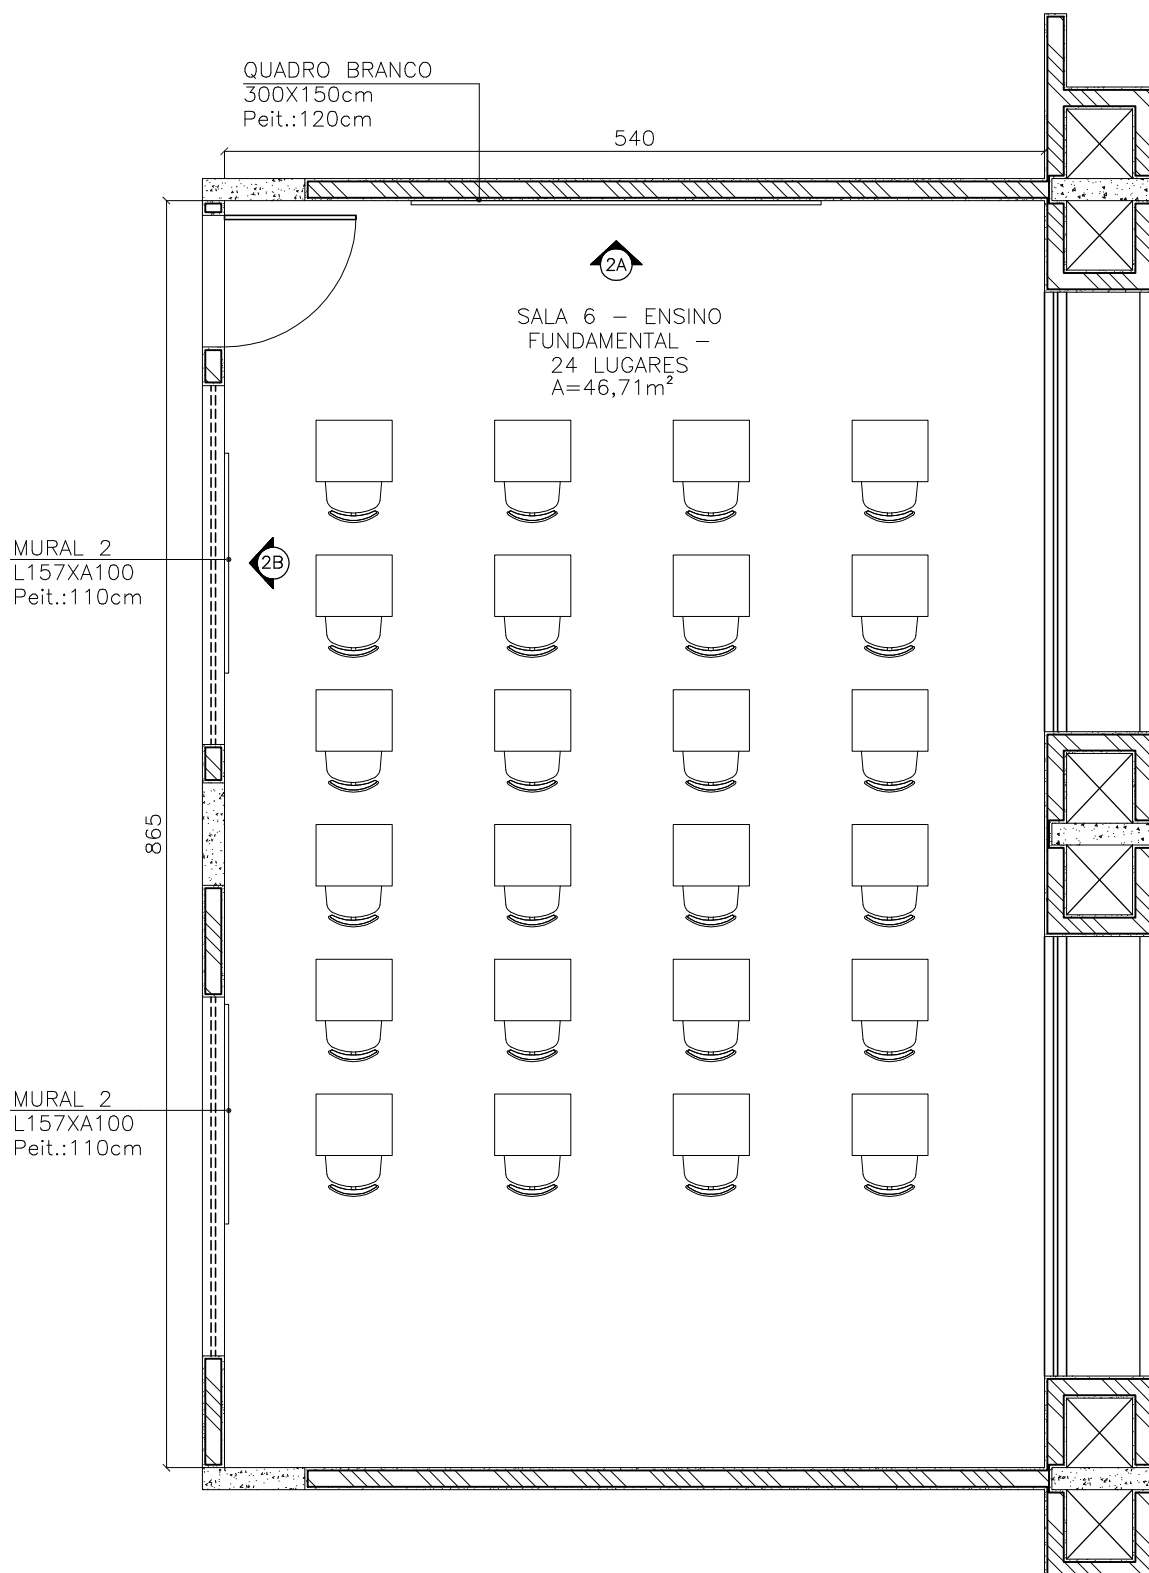 QUADRO BRANCO
300X150cm
Peit.:120cm
540
2A
SALA 6 – ENSINO
FUNDAMENTAL –
24 LUGARES
A=46,71m²
MURAL 2
L157XA100
Peit.:110cm
2B
865
MURAL 2
L157XA100
Peit.:110cm